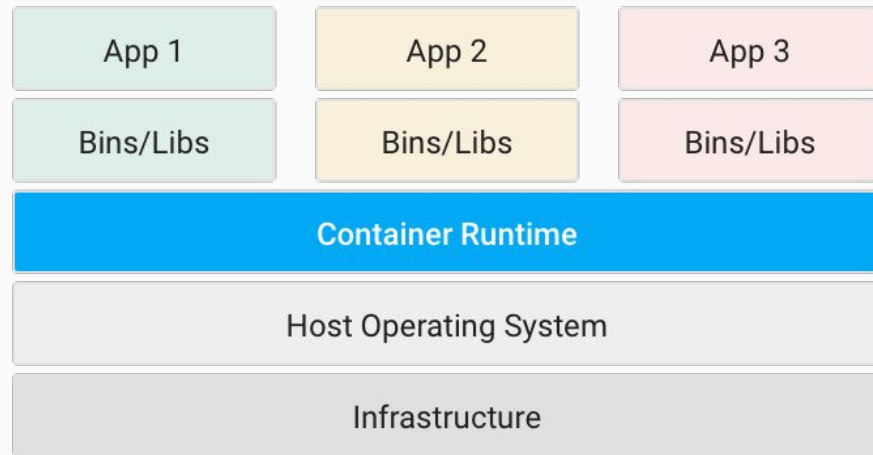 App 1
App 2
App 3
Bins/Libs
Bins/Libs
Bins/Libs
Container Runtime
Host Operating System
Infrastructure